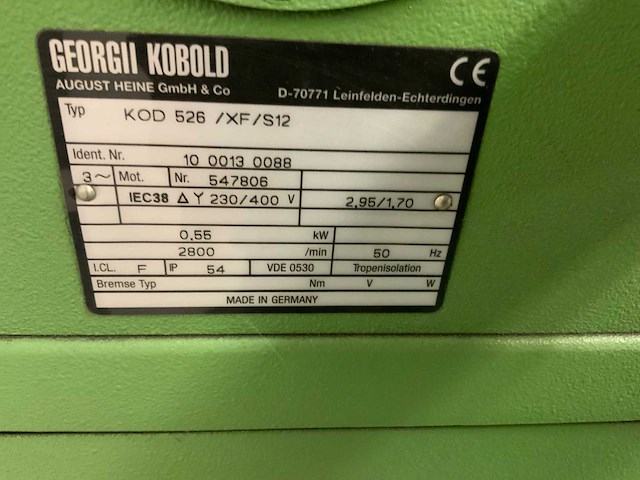 GEORGII KOBOLD
AUGUST HEINE GmbH & Co
CE
D-70771 Leinfelden-Echterdingen
Typ KOD 526 /XF/S12
Ident. Nr. 10 0013 0088
3~ Mot. Nr. 547806
IEC38 Δ Y 230/400 V 2,95/1,70
0.55 kW
2800 /min 50 Hz
I.CL. F IP 54 VDE 0530 Tropenisolation
Bremse Typ Nm V W
MADE IN GERMANY